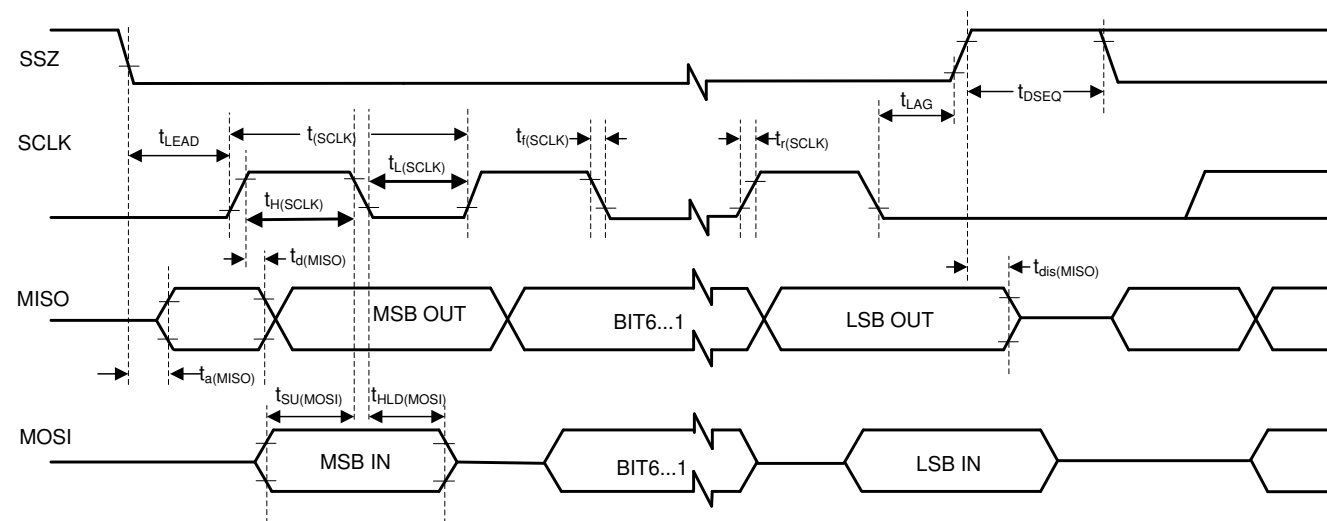 SSZ
t_LAG
t_DSEQ
SCLK
t_LEAD
t_(SCLK)
t_f(SCLK)
t_r(SCLK)
t_L(SCLK)
t_H(SCLK)
t_d(MISO)
t_dis(MISO)
MISO
MSB OUT
BIT6...1
LSB OUT
t_a(MISO)
t_SU(MOSI)
t_HLD(MOSI)
MOSI
MSB IN
BIT6...1
LSB IN